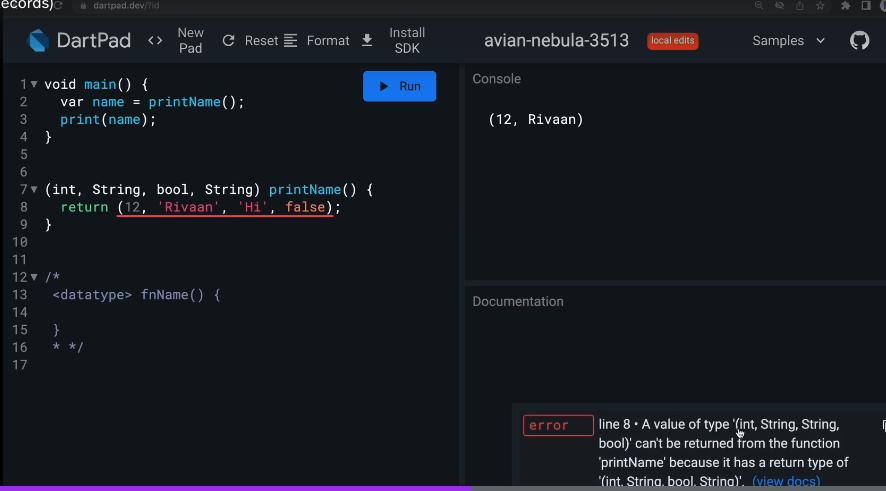 ecords)
dartpad.dev/?id
DartPad
<> New Pad
Reset
Format
Install SDK
avian-nebula-3513
local edits
Samples
1 void main() {
2 var name = printName();
3 print(name);
4 }
5
6
7 (int, String, bool, String) printName() {
8 return (12, 'Rivaan', 'Hi', false);
9 }
10
11
12 /*
13 <datatype> fnName() {
14
15 }
16 * */
17
Run
Console
(12, Rivaan)
Documentation
error
line 8 • A value of type '(int, String, String,
bool)' can't be returned from the function
'printName' because it has a return type of
'(int, String, bool, String)'. (view docs)